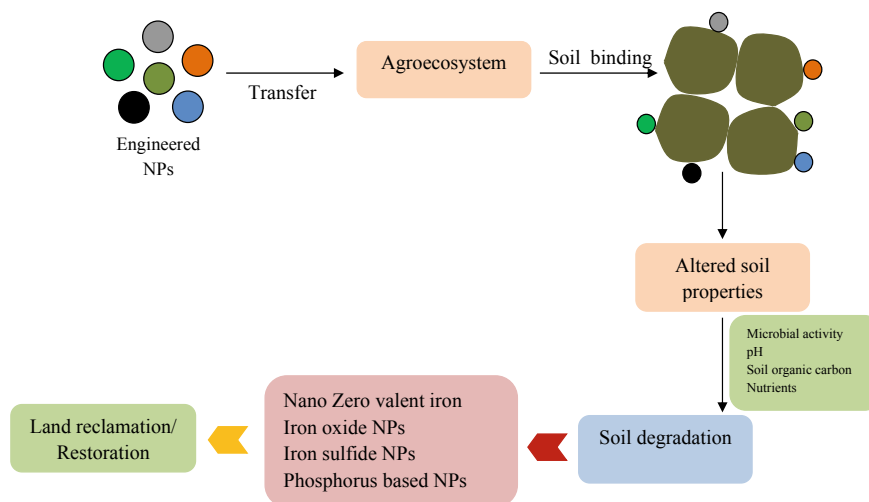 Engineered
NPs
Transfer
Agroecosystem
Soil binding
Altered soil
properties
Microbial activity
pH
Soil organic carbon
Nutrients
Soil degradation
Nano Zero valent iron
Iron oxide NPs
Iron sulfide NPs
Phosphorus based NPs
Land reclamation/
Restoration